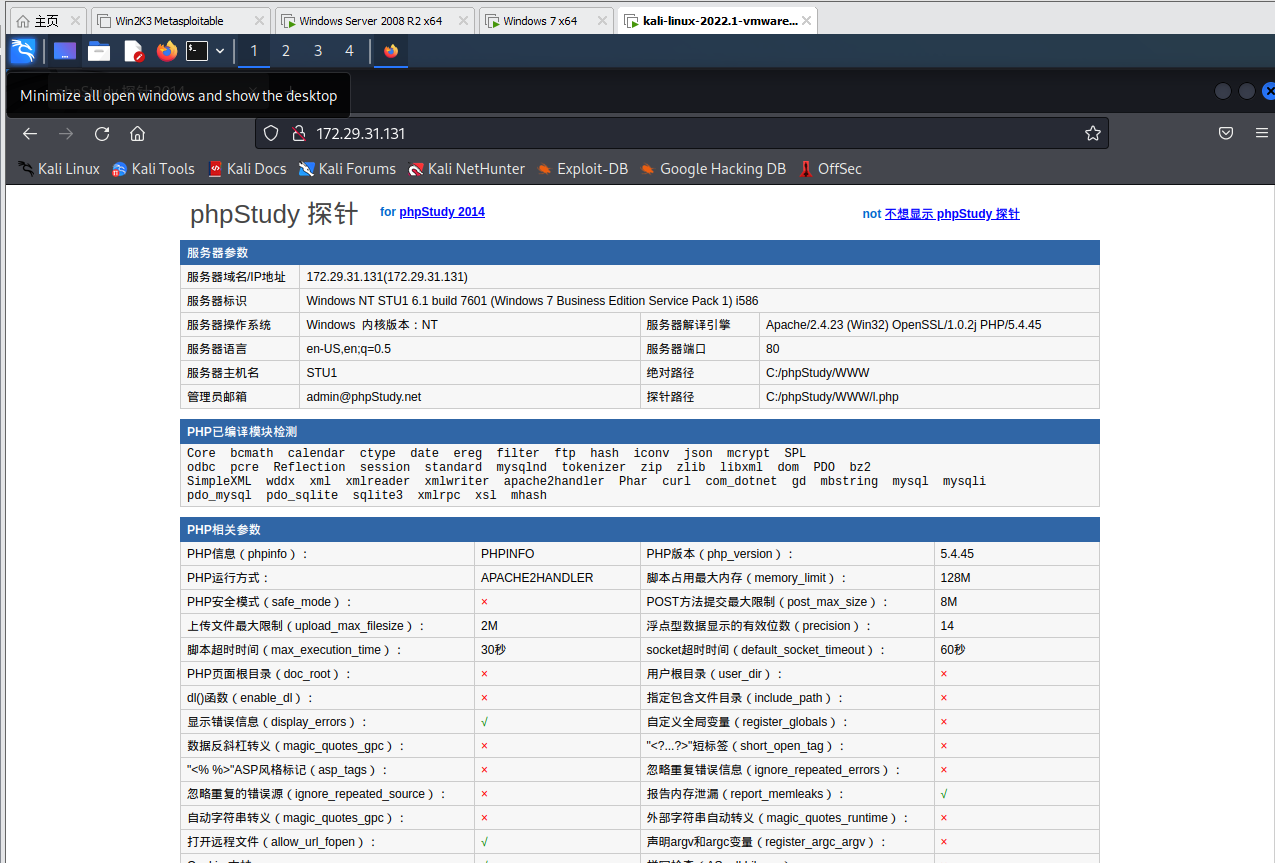 主页 Win2K3 Metasploitable Windows Server 2008 R2 x64 Windows 7 x64 kali-linux-2022.1-vmware...
1 2 3 4
Minimize all open windows and show the desktop
172.29.31.131
Kali Linux Kali Tools Kali Docs Kali Forums Kali NetHunter Exploit-DB Google Hacking DB OffSec
phpStudy 探针 for phpStudy 2014 not 不想显示 phpStudy 探针
服务器参数
服务器域名/IP地址 172.29.31.131(172.29.31.131)
服务器标识 Windows NT STU1 6.1 build 7601 (Windows 7 Business Edition Service Pack 1) i586
服务器操作系统 Windows 内核版本：NT 服务器解译引擎 Apache/2.4.23 (Win32) OpenSSL/1.0.2j PHP/5.4.45
服务器语言 en-US,en;q=0.5 服务器端口 80
服务器主机名 STU1 绝对路径 C:/phpStudy/WWW
管理员邮箱 admin@phpStudy.net 探针路径 C:/phpStudy/WWW/l.php
PHP已编译模块检测
Core bcmath calendar ctype date ereg filter ftp hash iconv json mcrypt SPL
odbc pcre Reflection session standard mysqlnd tokenizer zip zlib libxml dom PDO bz2
SimpleXML wddx xml xmlreader xmlwriter apache2handler Phar curl com_dotnet gd mbstring mysql mysqli
pdo_mysql pdo_sqlite sqlite3 xmlrpc xsl mhash
PHP相关参数
PHP信息（phpinfo）： PHPINFO PHP版本（php_version）： 5.4.45
PHP运行方式： APACHE2HANDLER 脚本占用最大内存（memory_limit）： 128M
PHP安全模式（safe_mode）： × POST方法提交最大限制（post_max_size）： 8M
上传文件最大限制（upload_max_filesize）： 2M 浮点型数据显示的有效位数（precision）： 14
脚本超时时间（max_execution_time）： 30秒 socket超时时间（default_socket_timeout）： 60秒
PHP页面根目录（doc_root）： × 用户根目录（user_dir）： ×
dl()函数（enable_dl）： × 指定包含文件目录（include_path）： ×
显示错误信息（display_errors）： √ 自定义全局变量（register_globals）： ×
数据反斜杠转义（magic_quotes_gpc）： × "<?...?>"短标签（short_open_tag）： ×
"<% %>"ASP风格标记（asp_tags）： × 忽略重复错误信息（ignore_repeated_errors）： ×
忽略重复的错误源（ignore_repeated_source）： × 报告内存泄漏（report_memleaks）： √
自动字符串转义（magic_quotes_gpc）： × 外部字符串自动转义（magic_quotes_runtime）： ×
打开远程文件（allow_url_fopen）： √ 声明argv和argc变量（register_argc_argv）： ×